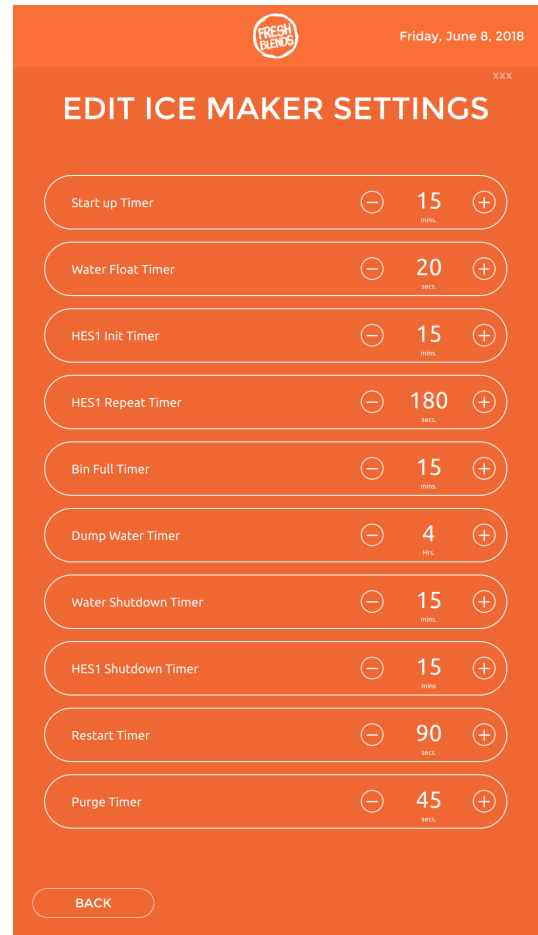 FRESH
BLENDS
Friday, June 8, 2018
xxx
EDIT ICE MAKER SETTINGS
Start up Timer 15
mins.
Water Float Timer 20
secs.
HES1 Init Timer 15
mins.
HES1 Repeat Timer 180
secs.
Bin Full Timer 15
mins.
Dump Water Timer 4
Hrs.
Water Shutdown Timer 15
mins.
HES1 Shutdown Timer 15
mins
Restart Timer 90
secs.
Purge Timer 45
secs.
BACK